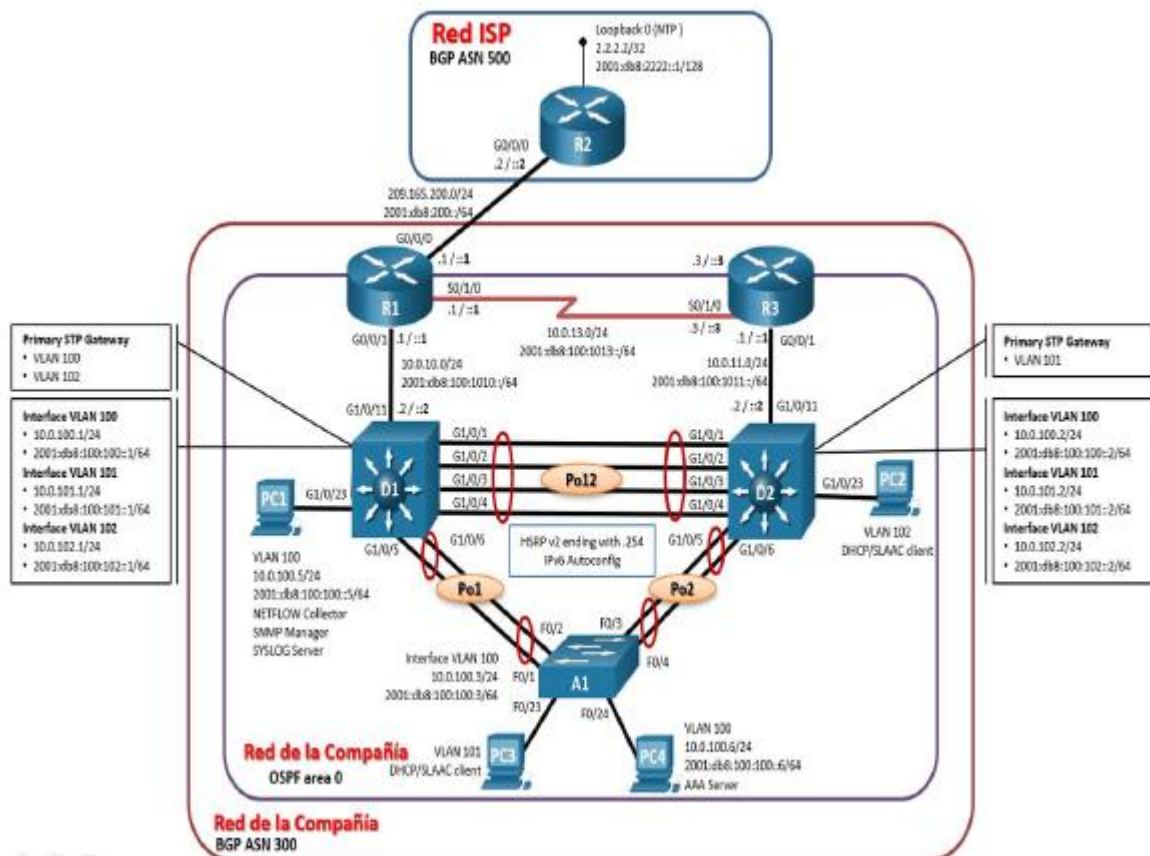 Red ISP
BGP ASN 500
Loopback 0 (NTP )
2.2.2.2/32
2001:db8:2222::1/128
R2
G0/0/0
.2 / ::2
209.165.200.0/24
2001:db8:200::/64
G0/0/0
.1 / ::1
R1
S0/1/0
.1 / ::1
G0/0/1
.1 / ::1
10.0.10.0/24
2001:db8:100:1010::/64
G1/0/11
.2 / ::2
10.0.13.0/24
2001:db8:100:1013::/64
.3 / ::3
R3
S0/1/0
.3 / ::3
.1 / ::1
G0/0/1
10.0.11.0/24
2001:db8:100:1011::/64
.2 / ::2
G1/0/11
Primary STP Gateway
• VLAN 100
• VLAN 102
Interface VLAN 100
• 10.0.100.1/24
• 2001:db8:100:100::1/64
Interface VLAN 101
• 10.0.101.1/24
• 2001:db8:100:101::1/64
Interface VLAN 102
• 10.0.102.1/24
• 2001:db8:100:102::1/64
Primary STP Gateway
• VLAN 101
Interface VLAN 100
• 10.0.100.2/24
• 2001:db8:100:100::2/64
Interface VLAN 101
• 10.0.101.2/24
• 2001:db8:100:101::2/64
Interface VLAN 102
• 10.0.102.2/24
• 2001:db8:100:102::2/64
D1
G1/0/1
G1/0/2
G1/0/3
G1/0/4
Po12
G1/0/1
G1/0/2
G1/0/3
G1/0/4
D2
PC1
G1/0/23
VLAN 100
10.0.100.5/24
2001:db8:100:100::5/64
NETFLOW Collector
SNMP Manager
SYSLOG Server
G1/0/23
PC2
VLAN 102
DHCP/SLAAC client
G1/0/5
G1/0/6
HSRP v2 ending with .254
IPv6 Autoconfig
G1/0/5
G1/0/6
Po1
Po2
F0/2
F0/1
F0/3
F0/4
Interface VLAN 100
10.0.100.3/24
2001:db8:100:100:3/64
A1
F0/23
F0/24
VLAN 101
DHCP/SLAAC client
PC3
PC4
VLAN 100
10.0.100.6/24
2001:db8:100:100::6/64
AAA Server
Red de la Compañía
OSPF area 0
Red de la Compañía
BGP ASN 300